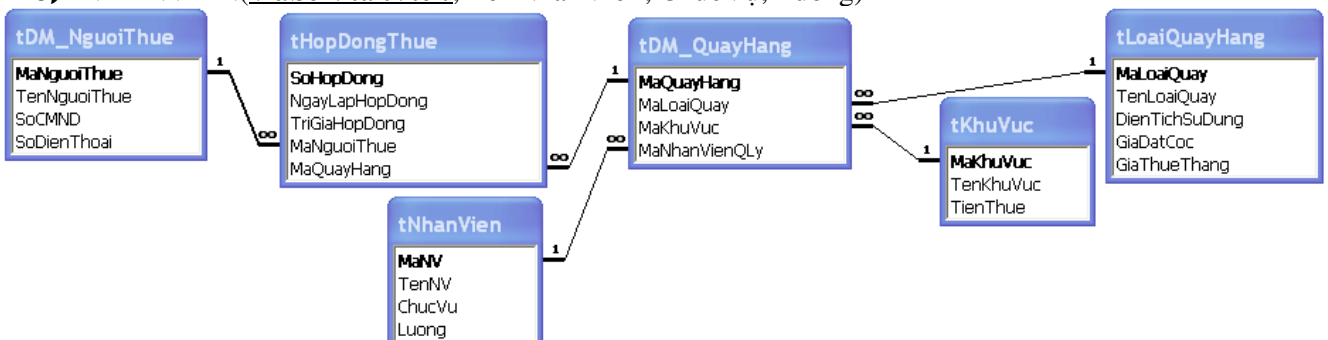 tDM_NguoiThue
MaNguoiThue
TenNguoiThue
SoCMND
SoDienThoai
tHopDongThue
SoHopDong
NgayLapHopDong
TriGiaHopDong
MaNguoiThue
MaQuayHang
tDM_QuayHang
MaQuayHang
MaLoaiQuay
MaKhuVuc
MaNhanVienQLy
tLoaiQuayHang
MaLoaiQuay
TenLoaiQuay
DienTichSuDung
GiaDatCoc
GiaThueThang
tKhuVuc
MaKhuVuc
TenKhuVuc
TienThue
tNhanVien
MaNV
TenNV
ChucVu
Luong
1
∞
1
∞
1
∞
1
∞
1
∞